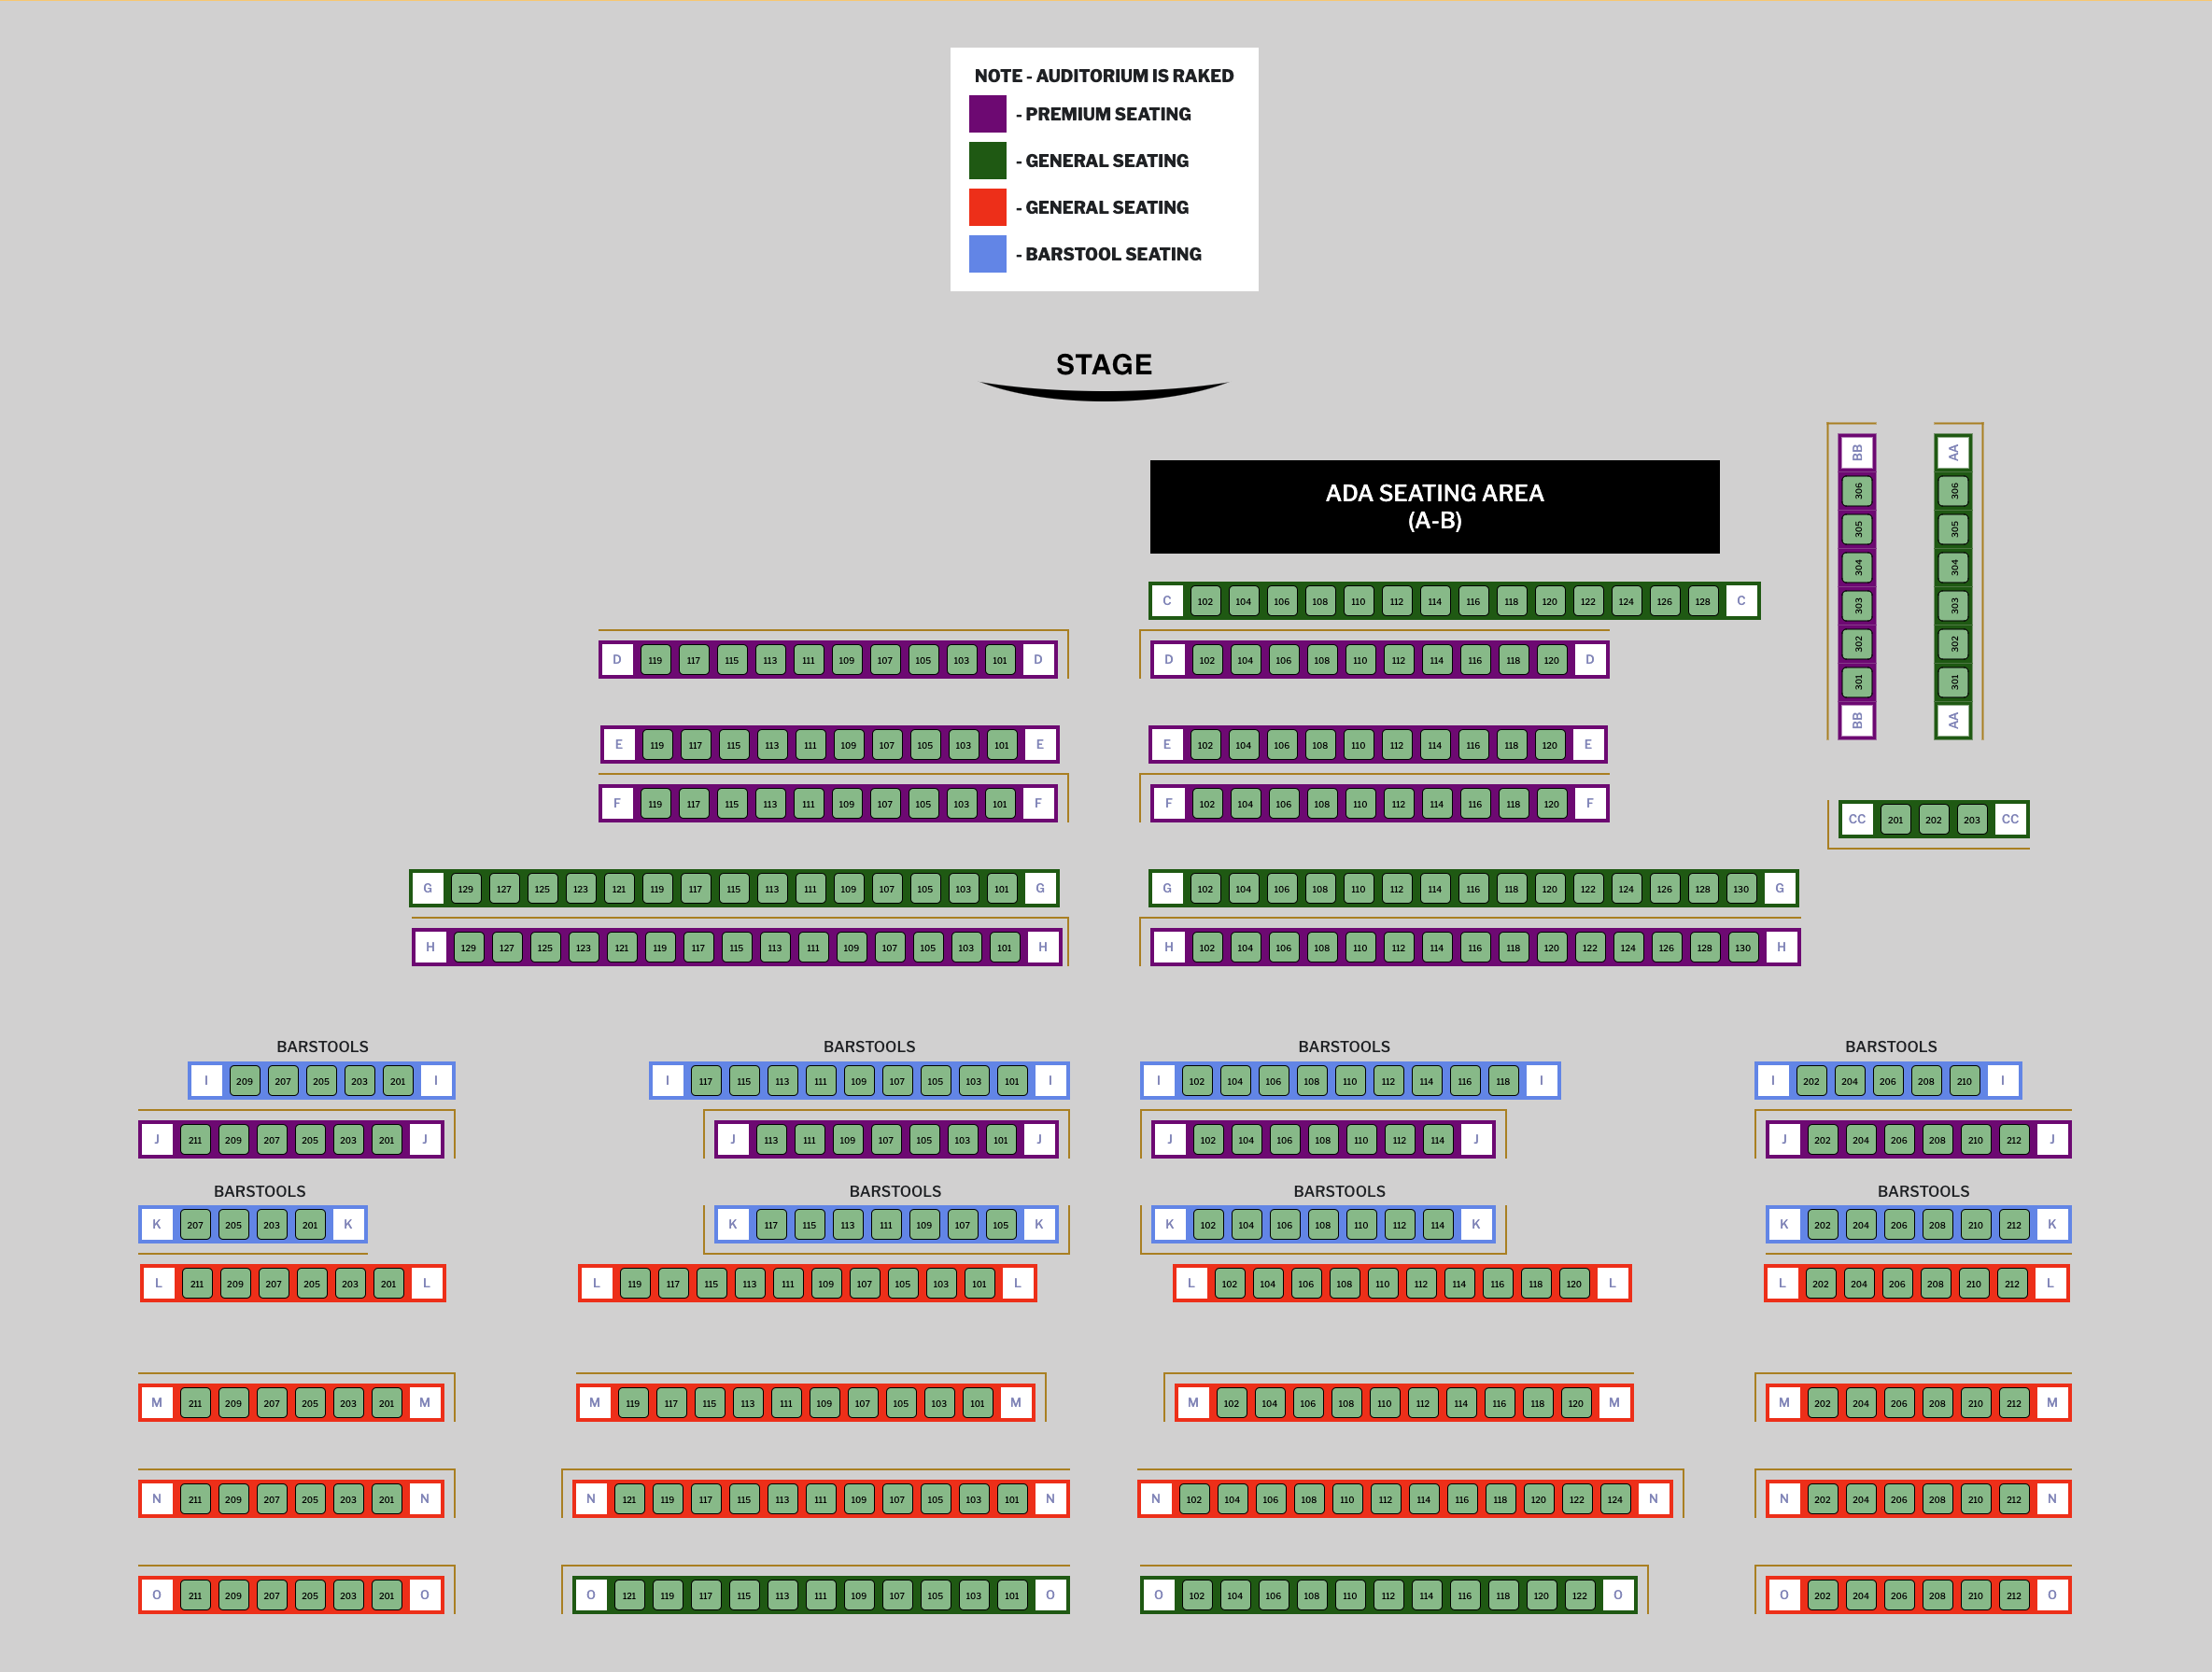 NOTE - AUDITORIUM IS RAKED
- PREMIUM SEATING
- GENERAL SEATING
- GENERAL SEATING
- BARSTOOL SEATING
STAGE
ADA SEATING AREA
(A-B)
BB 306 305 304 303 302 301 BB
AA 306 305 304 303 302 301 AA
C 102 104 106 108 110 112 114 116 118 120 122 124 126 128 C
D 119 117 115 113 111 109 107 105 103 101 D
D 102 104 106 108 110 112 114 116 118 120 D
E 119 117 115 113 111 109 107 105 103 101 E
E 102 104 106 108 110 112 114 116 118 120 E
F 119 117 115 113 111 109 107 105 103 101 F
F 102 104 106 108 110 112 114 116 118 120 F
CC 201 202 203 CC
G 129 127 125 123 121 119 117 115 113 111 109 107 105 103 101 G
G 102 104 106 108 110 112 114 116 118 120 122 124 126 128 130 G
H 129 127 125 123 121 119 117 115 113 111 109 107 105 103 101 H
H 102 104 106 108 110 112 114 116 118 120 122 124 126 128 130 H
BARSTOOLS
BARSTOOLS
BARSTOOLS
BARSTOOLS
I 209 207 205 203 201 I
I 117 115 113 111 109 107 105 103 101 I
I 102 104 106 108 110 112 114 116 118 I
I 202 204 206 208 210 I
J 211 209 207 205 203 201 J
J 113 111 109 107 105 103 101 J
J 102 104 106 108 110 112 114 J
J 202 204 206 208 210 212 J
BARSTOOLS
BARSTOOLS
BARSTOOLS
BARSTOOLS
K 207 205 203 201 K
K 117 115 113 111 109 107 105 K
K 102 104 106 108 110 112 114 K
K 202 204 206 208 210 212 K
L 211 209 207 205 203 201 L
L 119 117 115 113 111 109 107 105 103 101 L
L 102 104 106 108 110 112 114 116 118 120 L
L 202 204 206 208 210 212 L
M 211 209 207 205 203 201 M
M 119 117 115 113 111 109 107 105 103 101 M
M 102 104 106 108 110 112 114 116 118 120 M
M 202 204 206 208 210 212 M
N 211 209 207 205 203 201 N
N 121 119 117 115 113 111 109 107 105 103 101 N
N 102 104 106 108 110 112 114 116 118 120 122 124 N
N 202 204 206 208 210 212 N
O 211 209 207 205 203 201 O
O 121 119 117 115 113 111 109 107 105 103 101 O
O 102 104 106 108 110 112 114 116 118 120 122 O
O 202 204 206 208 210 212 O